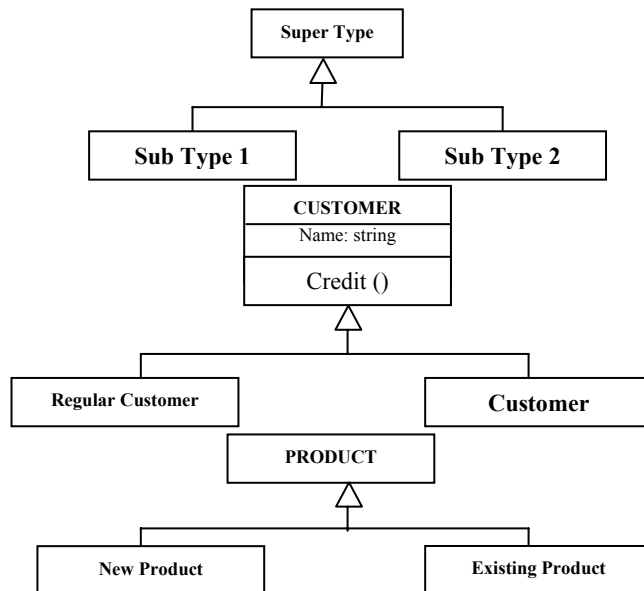 Super Type
Sub Type 1
Sub Type 2
CUSTOMER
Name: string
Credit ()
Regular Customer
Customer
PRODUCT
New Product
Existing Product